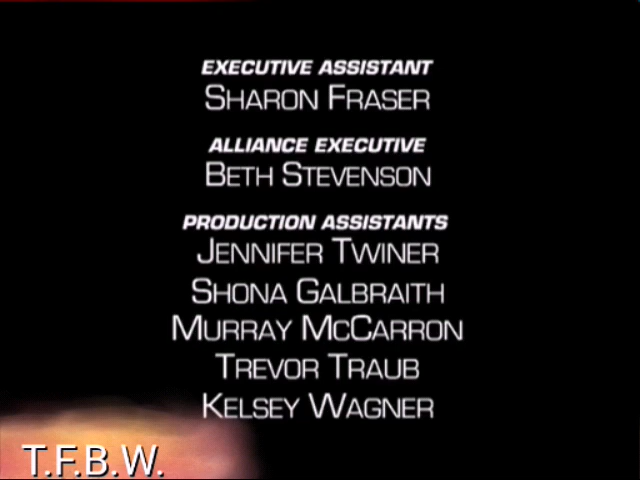 EXECUTIVE ASSISTANT
SHARON FRASER
ALLIANCE EXECUTIVE
BETH STEVENSON
PRODUCTION ASSISTANTS
JENNIFER TWINER
SHONA GALBRAITH
MURRAY MCCARRON
TREVOR TRAUB
KELSEY WAGNER
T.F.B.W.